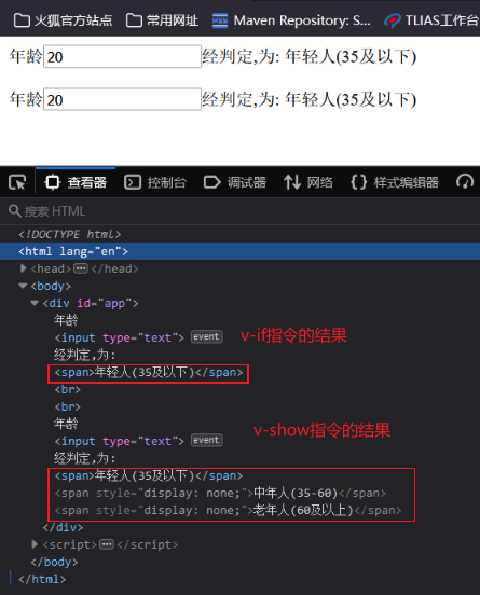 火狐官方站点 常用网址 Maven Repository: S... TLIAS工作台
年龄20经判定,为: 年轻人(35及以下)
年龄20经判定,为: 年轻人(35及以下)
查看器 控制台 调试器 网络 样式编辑器
搜索 HTML
<!DOCTYPE html>
<html lang="en">
<head>⋯</head>
<body>
<div id="app">
年龄
<input type="text"> event v-if指令的结果
经判定,为:
<span>年轻人(35及以下)</span>
<br>
<br>
年龄
<input type="text"> event v-show指令的结果
经判定,为:
<span>年轻人(35及以下)</span>
<span style="display: none;">中年人(35-60)</span>
<span style="display: none;">老年人(60及以上)</span>
</div>
<script>⋯</script>
</body>
</html>